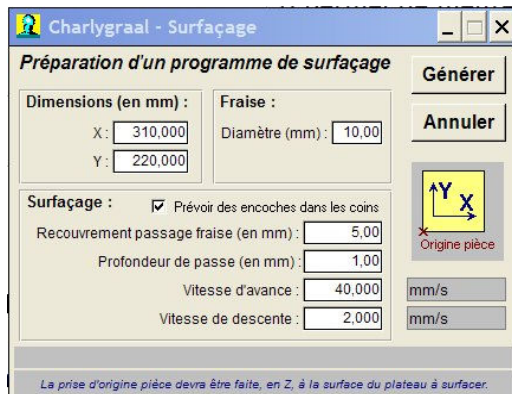 Charlygraal - Surfaçage
Préparation d'un programme de surfaçage
Générer
Annuler
Dimensions (en mm) :
X : 310,000
Y : 220,000
Fraise :
Diamètre (mm) : 10,00
Surfaçage :
Prévoir des encoches dans les coins
Recouvrement passage fraise (en mm) : 5,00
Profondeur de passe (en mm) : 1,00
Vitesse d'avance : 40,000 mm/s
Vitesse de descente : 2,000 mm/s
Y X
Origine pièce
La prise d'origine pièce devra être faite, en Z, à la surface du plateau à surfacer.